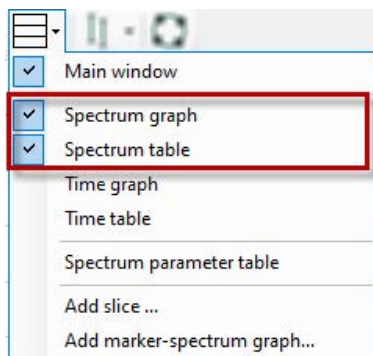 Main window
Spectrum graph
Spectrum table
Time graph
Time table
Spectrum parameter table
Add slice ...
Add marker-spectrum graph...